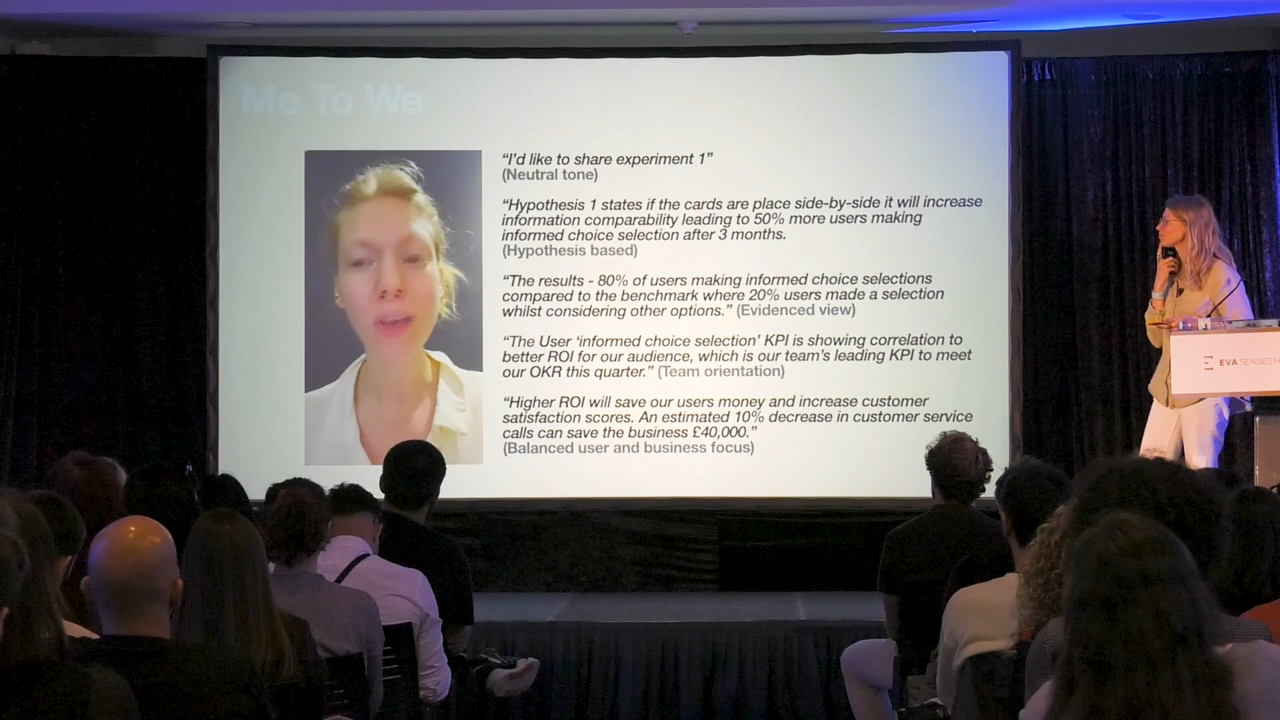 Me To We
“I’d like to share experiment 1”
(Neutral tone)
“Hypothesis 1 states if the cards are place side-by-side it will increase
information comparability leading to 50% more users making
informed choice selection after 3 months.
(Hypothesis based)
“The results - 80% of users making informed choice selections
compared to the benchmark where 20% users made a selection
whilst considering other options.” (Evidenced view)
“The User ‘informed choice selection’ KPI is showing correlation to
better ROI for our audience, which is our team’s leading KPI to meet
our OKR this quarter.” (Team orientation)
“Higher ROI will save our users money and increase customer
satisfaction scores. An estimated 10% decrease in customer service
calls can save the business £40,000.”
(Balanced user and business focus)
EVA SENSES H